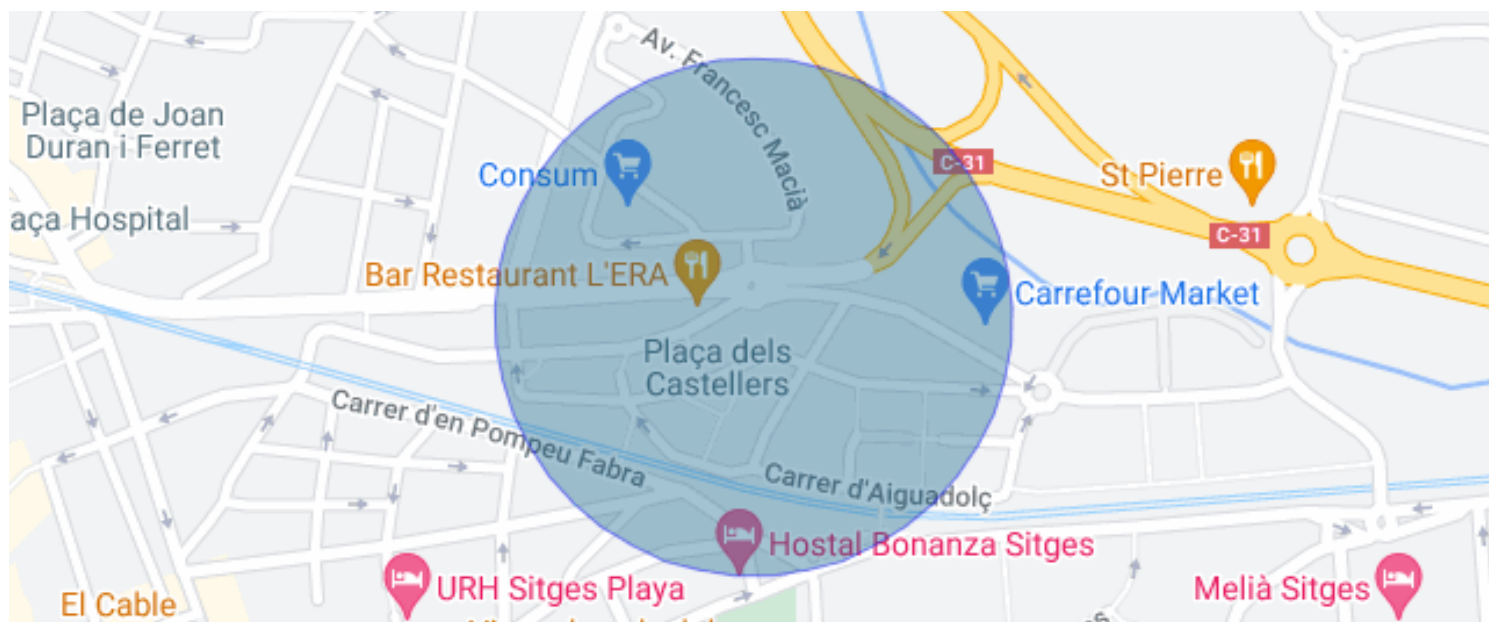 Av. Francesc Macià
Plaça de Joan
Duran i Ferret
Consum
C-31
St Pierre
aça Hospital
C-31
Bar Restaurant L'ERA
Carrefour Market
Plaça dels
Castellers
Carrer d'en Pompeu Fabra
Carrer d'Aiguadolç
Hostal Bonanza Sitges
URH Sitges Playa
Melià Sitges
El Cable